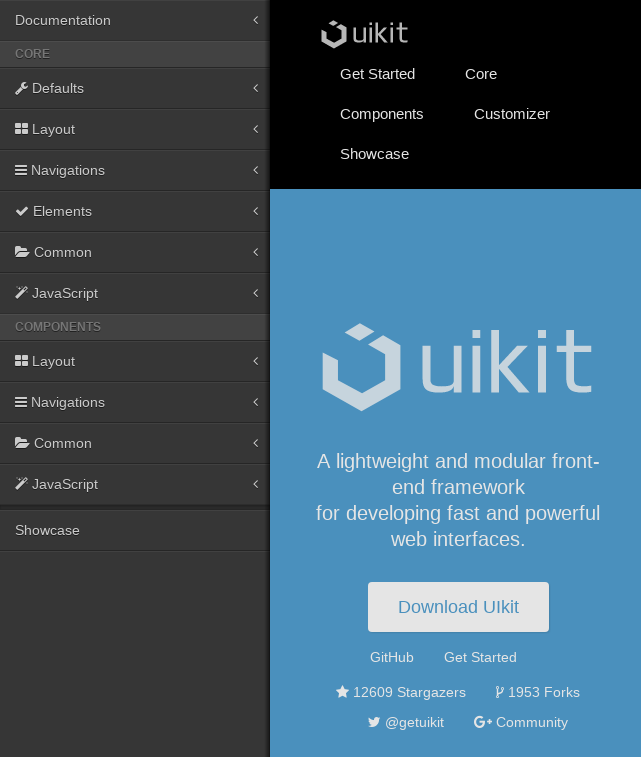 Documentation
CORE
Defaults
Layout
Navigations
Elements
Common
JavaScript
COMPONENTS
Layout
Navigations
Common
JavaScript
Showcase
uikit
Get Started Core
Components Customizer
Showcase
uikit
A lightweight and modular front-
end framework
for developing fast and powerful
web interfaces.
Download UIkit
GitHub Get Started
12609 Stargazers 1953 Forks
@getuikit Community